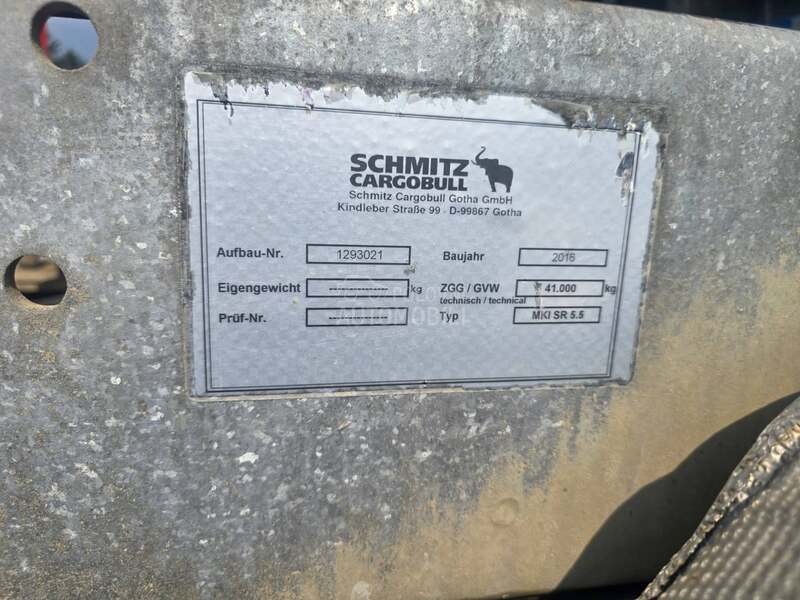 SCHMITZ
CARGOBULL
Schmitz Cargobull Gotha GmbH
Kindleber Straße 99 - D-99867 Gotha
Aufbau-Nr. 1293021 Baujahr 2016
Eigengewicht ------------- kg ZGG / GVW 41.000 kg
technisch / technical
Prüf-Nr. ------------- Typ MKI SR 5.5
AUTOMOBILI